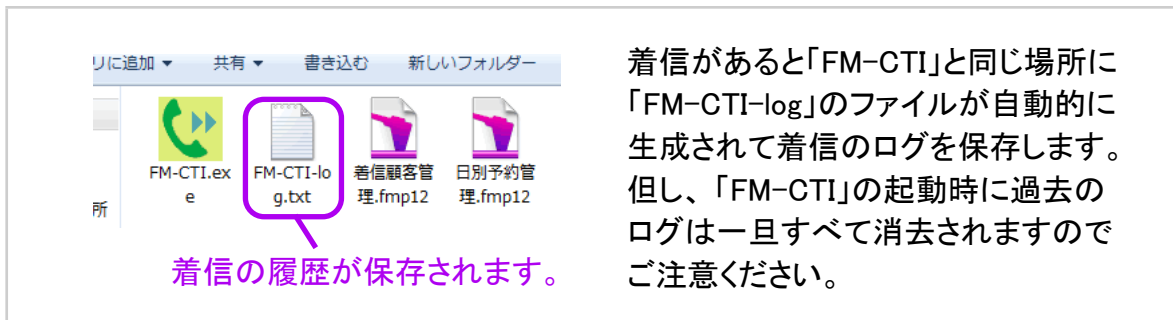 りに追加 ▼ 共有 ▼ 書き込む 新しいフォルダー
FM-CTI.ex
e
FM-CTI-lo
g.txt
着信顧客管
理.fmp12
日別予約管
理.fmp12
所
着信の履歴が保存されます。
着信があると「FM-CTI」と同じ場所に
「FM-CTI-log」のファイルが自動的に
生成されて着信のログを保存します。
但し、「FM-CTI」の起動時に過去の
ログは一旦すべて消去されますので
ご注意ください。